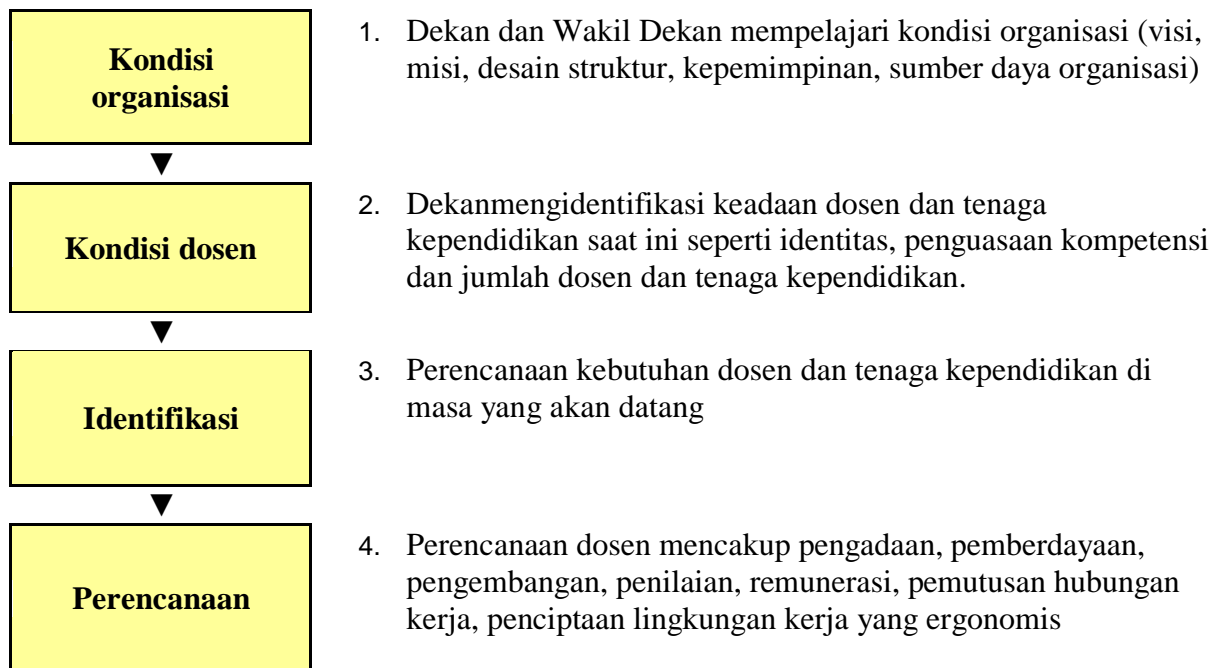 Kondisi
organisasi
1. Dekan dan Wakil Dekan mempelajari kondisi organisasi (visi,
misi, desain struktur, kepemimpinan, sumber daya organisasi)
Kondisi dosen
2. Dekanmengidentifikasi keadaan dosen dan tenaga
kependidikan saat ini seperti identitas, penguasaan kompetensi
dan jumlah dosen dan tenaga kependidikan.
Identifikasi
3. Perencanaan kebutuhan dosen dan tenaga kependidikan di
masa yang akan datang
Perencanaan
4. Perencanaan dosen mencakup pengadaan, pemberdayaan,
pengembangan, penilaian, remunerasi, pemutusan hubungan
kerja, penciptaan lingkungan kerja yang ergonomis